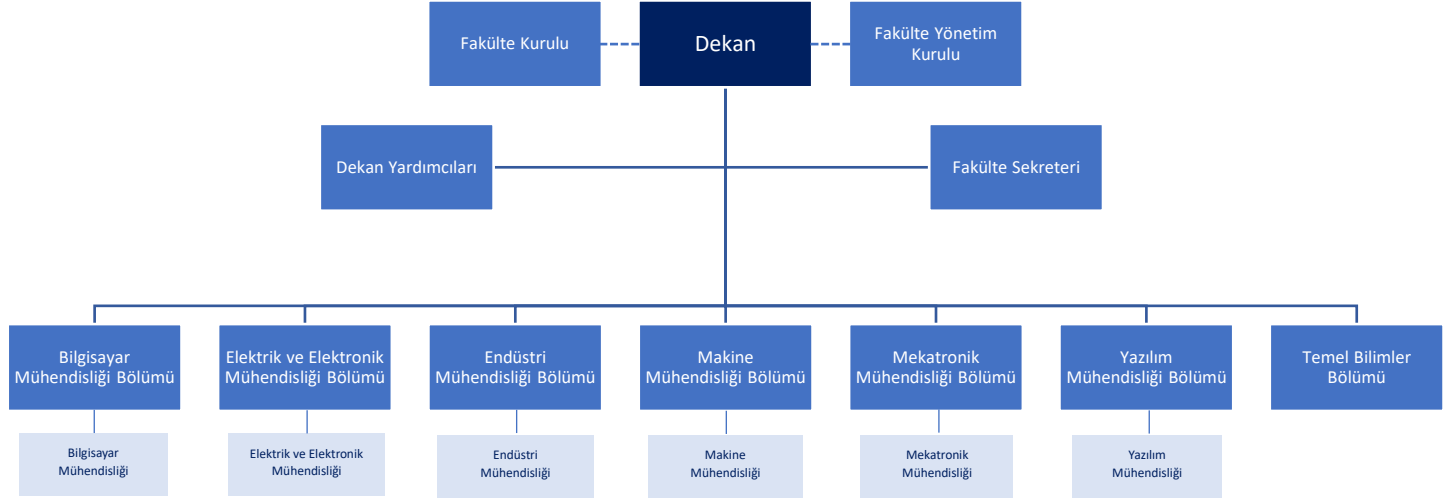 Fakülte Kurulu
Dekan
Fakülte Yönetim
Kurulu
Dekan Yardımcıları
Fakülte Sekreteri
Bilgisayar
Mühendisliği Bölümü
Elektrik ve Elektronik
Mühendisliği Bölümü
Endüstri
Mühendisliği Bölümü
Makine
Mühendisliği Bölümü
Mekatronik
Mühendisliği Bölümü
Yazılım
Mühendisliği Bölümü
Temel Bilimler
Bölümü
Bilgisayar
Mühendisliği
Elektrik ve Elektronik
Mühendisliği
Endüstri
Mühendisliği
Makine
Mühendisliği
Mekatronik
Mühendisliği
Yazılım
Mühendisliği